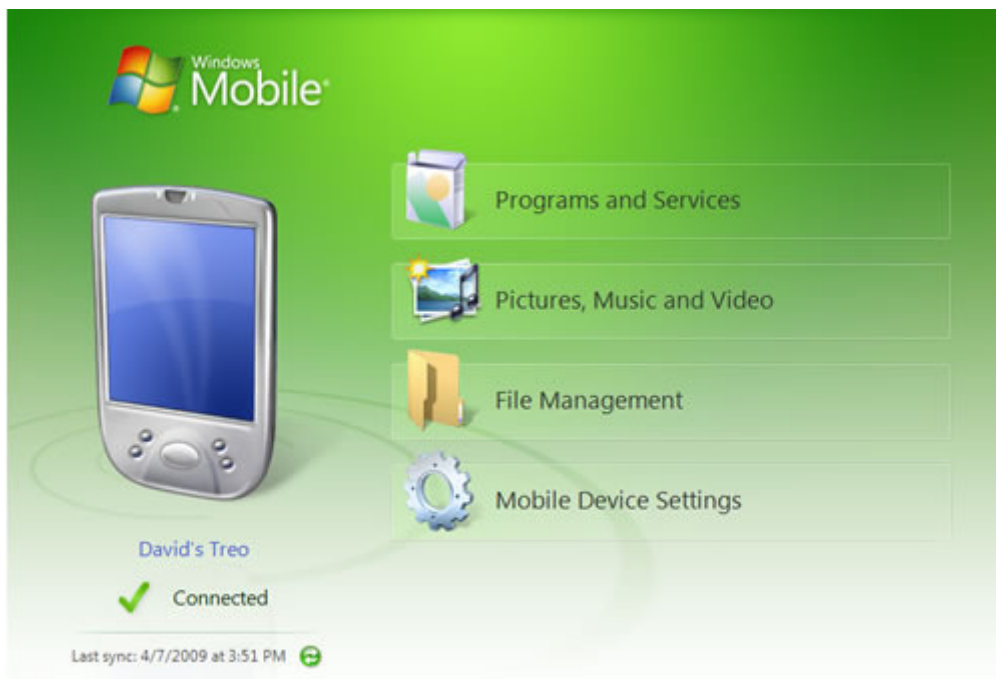 Windows
Mobile®
Programs and Services
Pictures, Music and Video
File Management
Mobile Device Settings
David's Treo
Connected
Last sync: 4/7/2009 at 3:51 PM